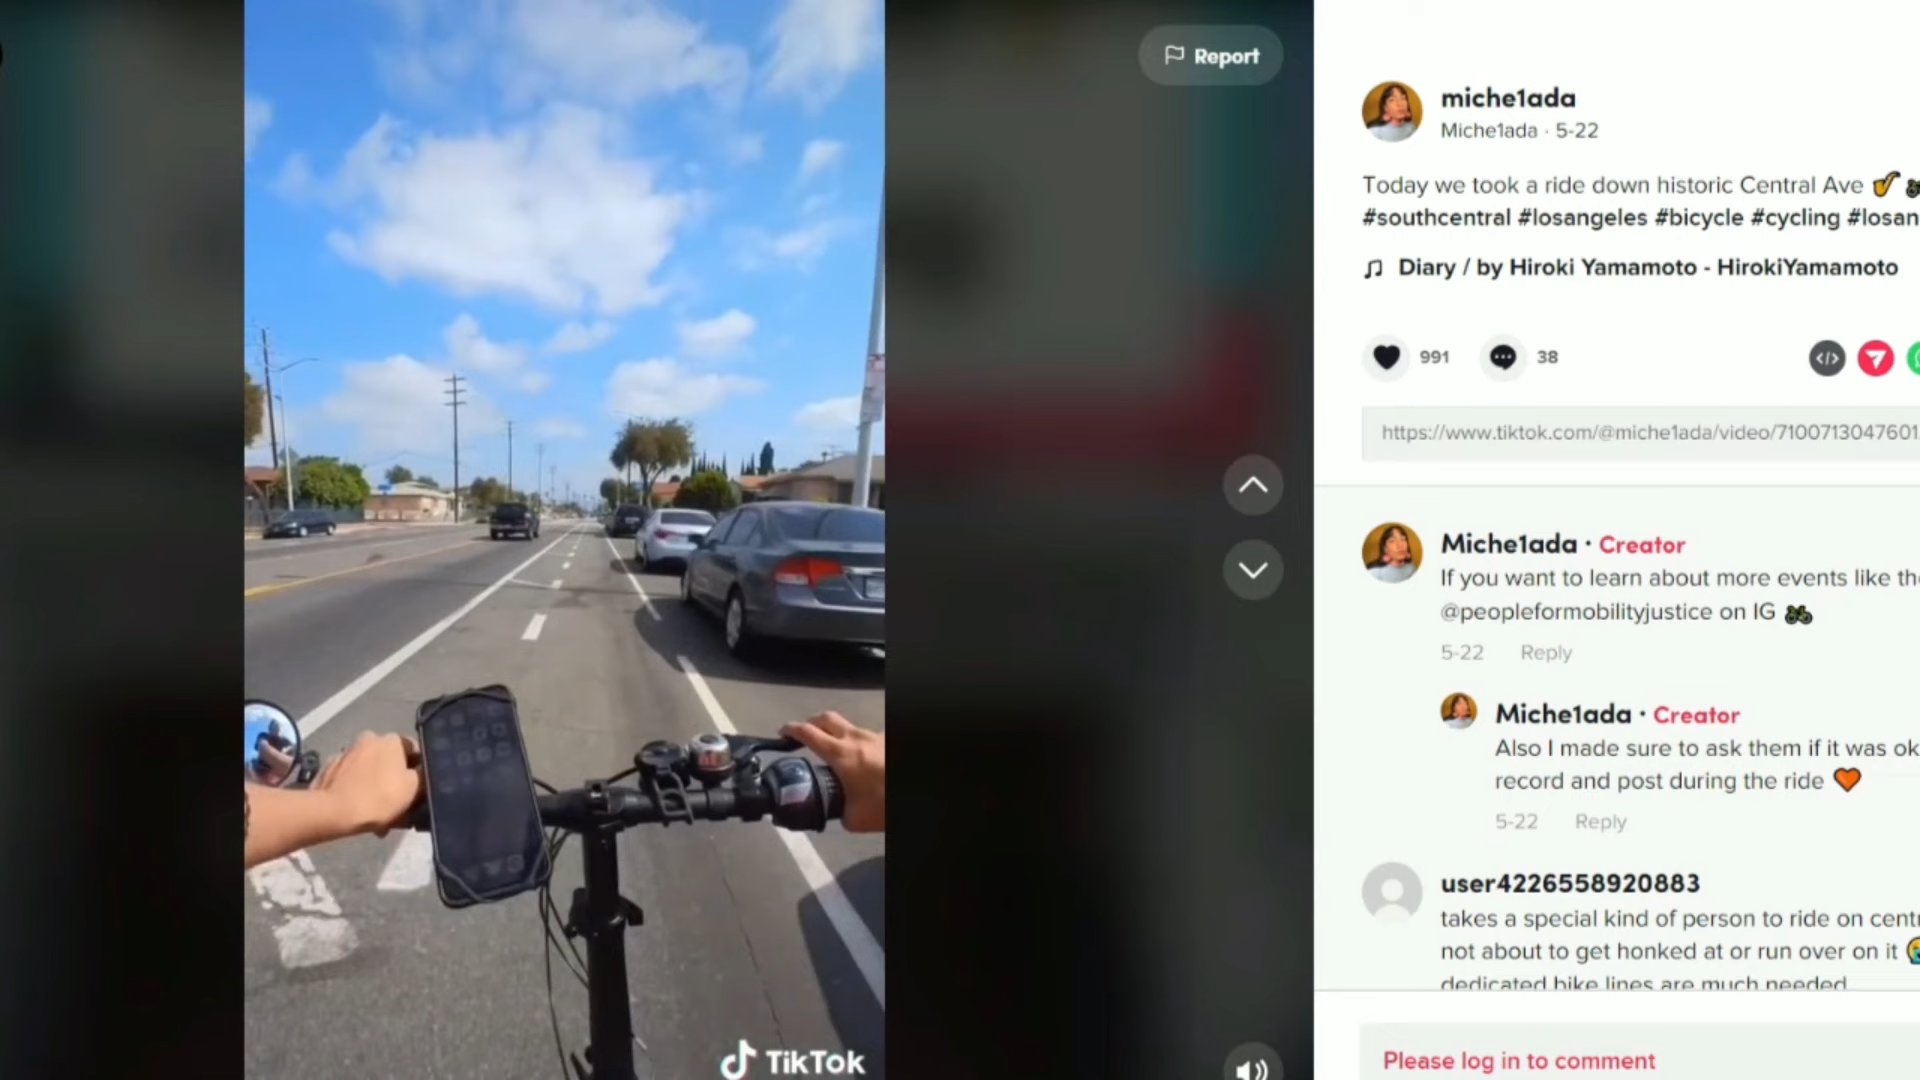 Report
miche1ada
Miche1ada · 5-22
Today we took a ride down historic Central Ave
#southcentral #losangeles #bicycle #cycling #losan
Diary / by Hiroki Yamamoto - HirokiYamamoto
991
38
https://www.tiktok.com/@miche1ada/video/7100713047601
Miche1ada · Creator
If you want to learn about more events like
@peopleformobilityjustice on IG
5-22 Reply
Miche1ada · Creator
Also I made sure to ask them if it was ok
record and post during the ride
5-22 Reply
user4226558920883
takes a special kind of person to ride on
not about to get honked at or run over on it
dedicated bike lines are much needed
Please log in to comment
TikTok